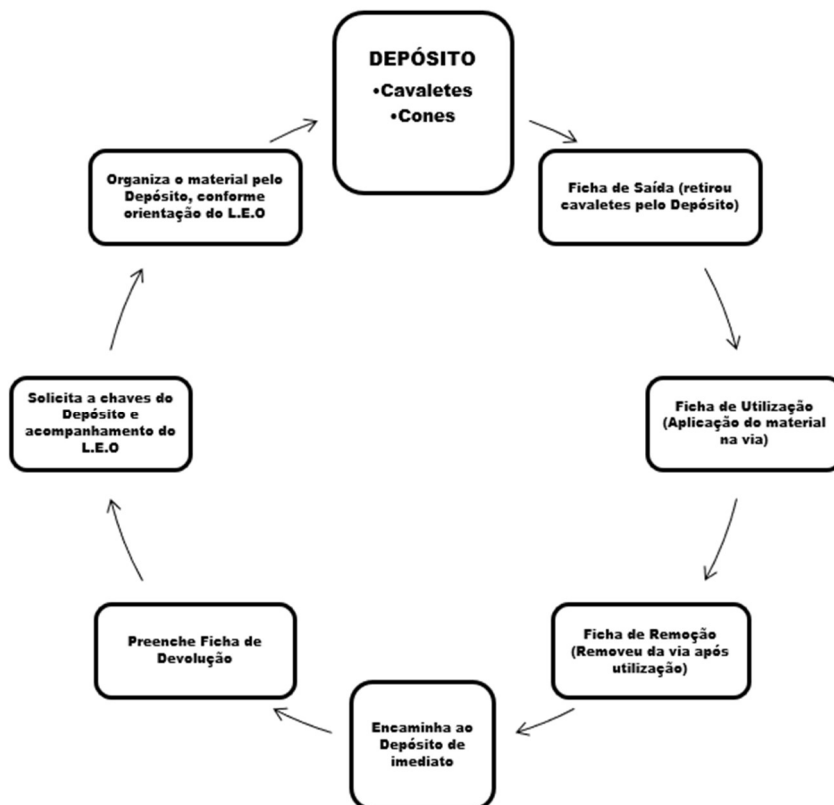 DEPÓSITO
•Cavaletes
•Cones
Ficha de Saída (retirou
cavaletes pelo Depósito)
Ficha de Utilização
(Aplicação do material
na via)
Ficha de Remoção
(Removeu da via após
utilização)
Encaminha ao
Depósito de
imediato
Preenche Ficha de
Devolução
Solicita a chaves do
Depósito e
acompanhamento do
L.E.O
Organiza o material pelo
Depósito, conforme
orientação do L.E.O